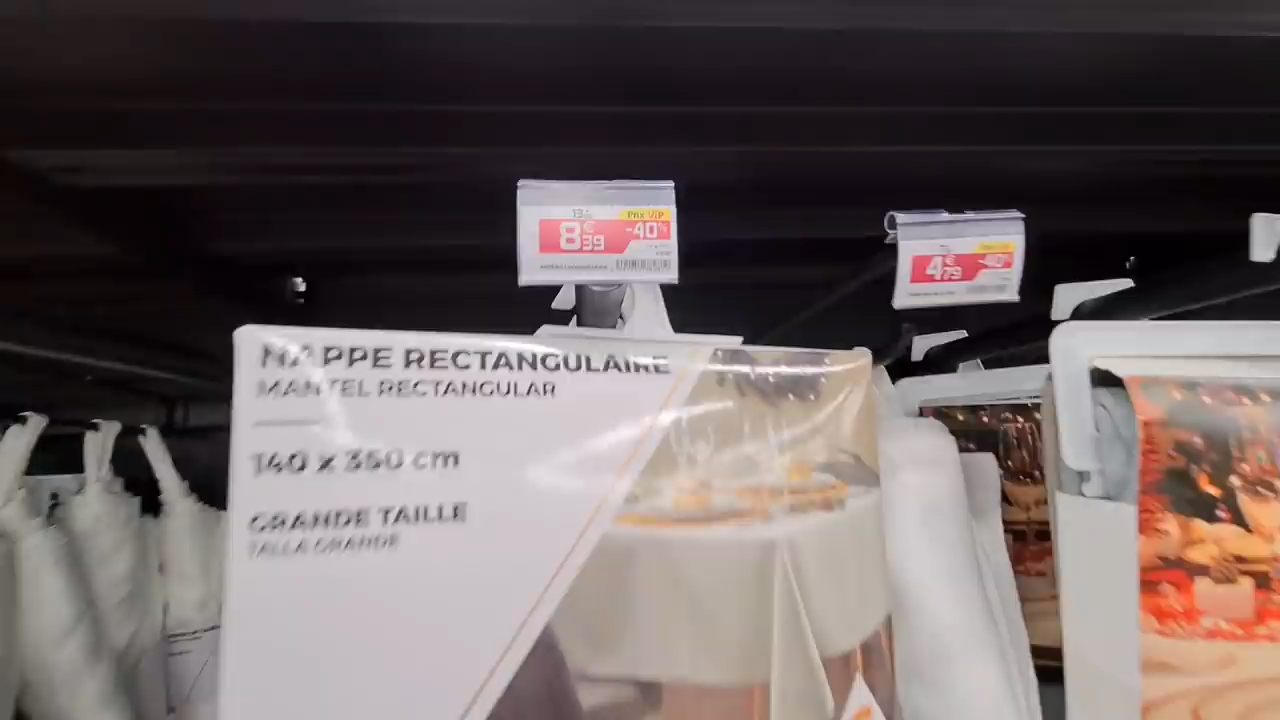 Prix VIP
8€39 -40%
4€79 -40%
NAPPE RECTANGULAIRE
MANTEL RECTANGULAR
140 x 350 cm
GRANDE TAILLE
TALLA GRANDE